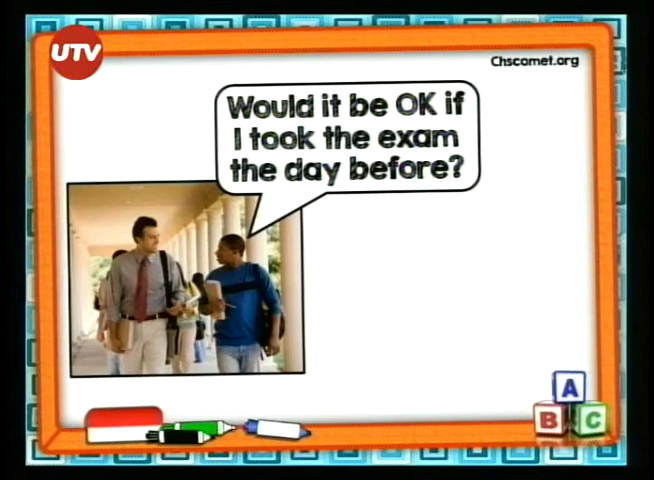 UTV
Chscomet.org
Would it be OK if
I took the exam
the day before?
A
B C